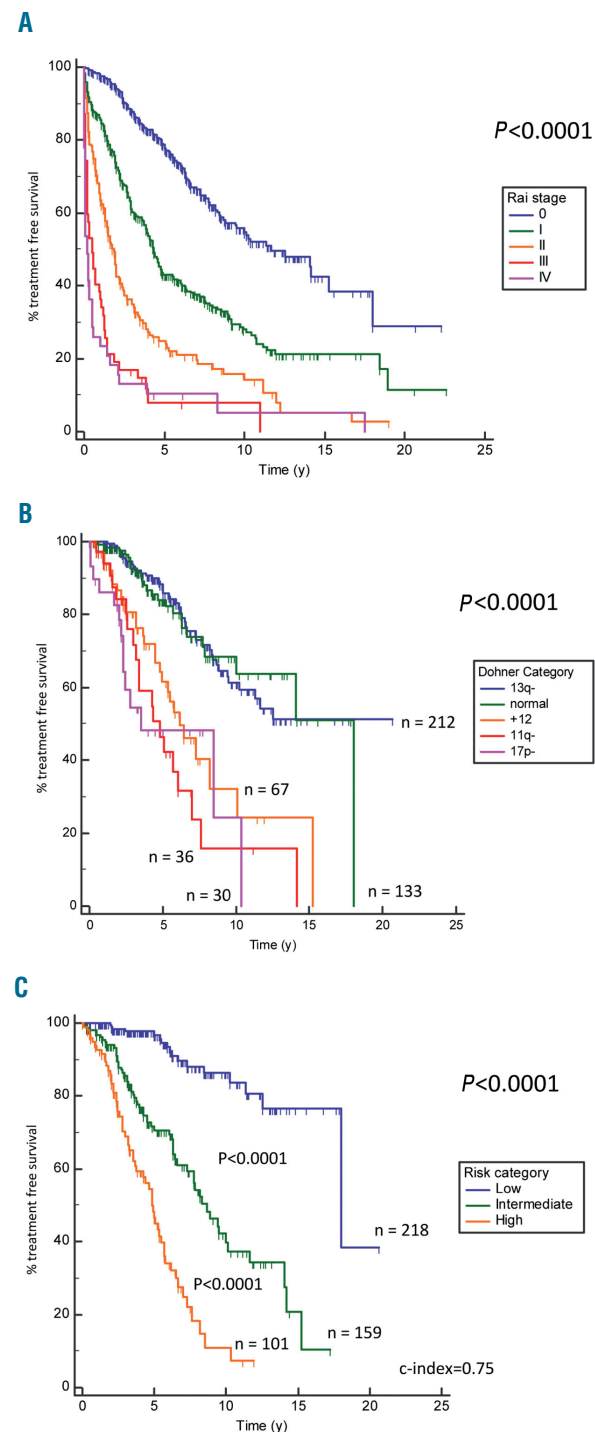 A
P<0.0001
% treatment free survival
100
80
60
40
20
0
Rai stage
0
I
II
III
IV
0 5 10 15 20 25
Time (y)
B
P<0.0001
% treatment free survival
100
80
60
40
20
0
Dohner Category
13q-
normal
+12
11q-
17p-
n = 212
n = 67
n = 36
n = 30
n = 133
0 5 10 15 20 25
Time (y)
C
P<0.0001
% treatment free survival
100
80
60
40
20
0
P<0.0001
Risk category
Low
Intermediate
High
n = 218
P<0.0001
n = 101
n = 159
c-index=0.75
0 5 10 15 20 25
Time (y)